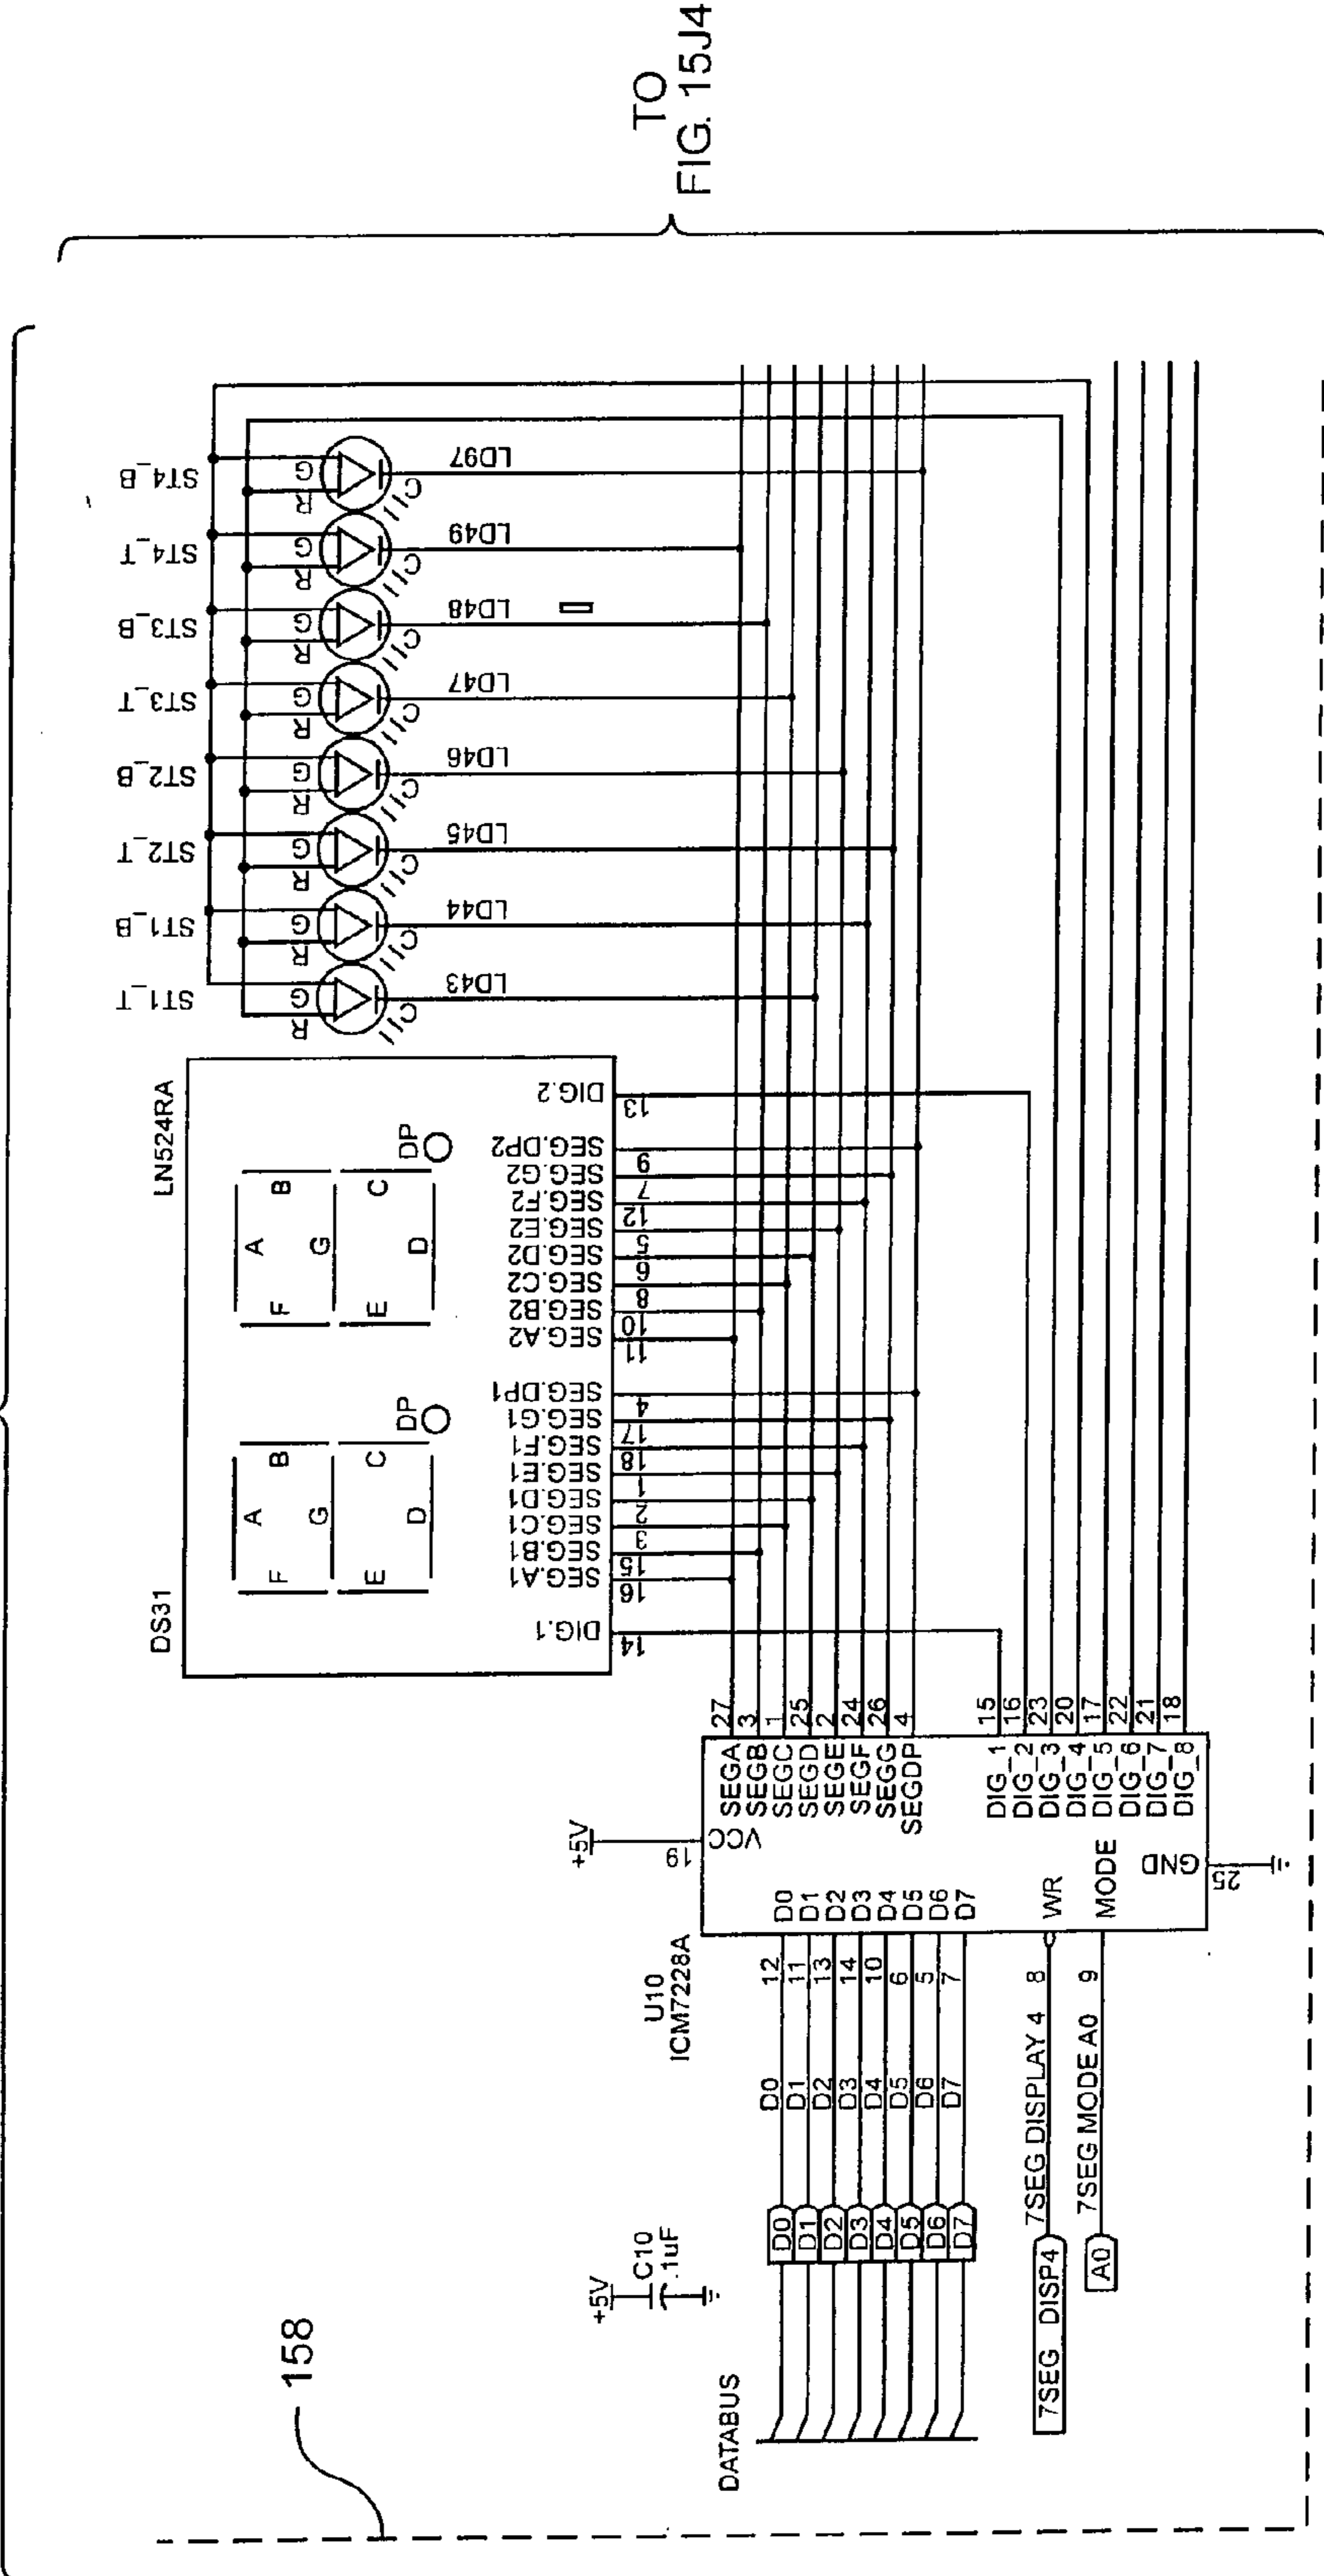 TO
FIG. 15J4
158
DS31
LN524RA
A
B
C
D
E
F
G
DP
A
B
C
D
E
F
G
DP
DIG.1
SEG.A1
SEG.B1
SEG.C1
SEG.D1
SEG.E1
SEG.F1
SEG.G1
SEG.DP1
SEG.A2
SEG.B2
SEG.C2
SEG.D2
SEG.E2
SEG.F2
SEG.G2
SEG.DP2
DIG.2
14
16
15
3
2
1
18
17
4
11
10
8
6
5
12
7
9
13
ST1_T
ST1_B
ST2_T
ST2_B
ST3_T
ST3_B
ST4_T
ST4_B
R G C
R G C
R G C
R G C
R G C
R G C
R G C
R G C
LD43
LD44
LD45
LD46
LD47
LD48
LD49
LD97
+5V
C10
.1uF
U10
ICM7228A
+5V
19
VCC
DATABUS
D0 D0 12 D0
D1 D1 11 D1
D2 D2 13 D2
D3 D3 14 D3
D4 D4 10 D4
D5 D5 6 D5
D6 D6 5 D6
D7 D7 7 D7
7SEG DISP4 7SEG DISPLAY 4 8 WR
A0 7SEG MODE A0 9 MODE
SEGA 27
SEGB 3
SEGC 1
SEGD 25
SEGE 2
SEGF 24
SEGG 26
SEGDP 4
DIG_1 15
DIG_2 16
DIG_3 23
DIG_4 20
DIG_5 17
DIG_6 22
DIG_7 21
DIG_8 18
GND
25